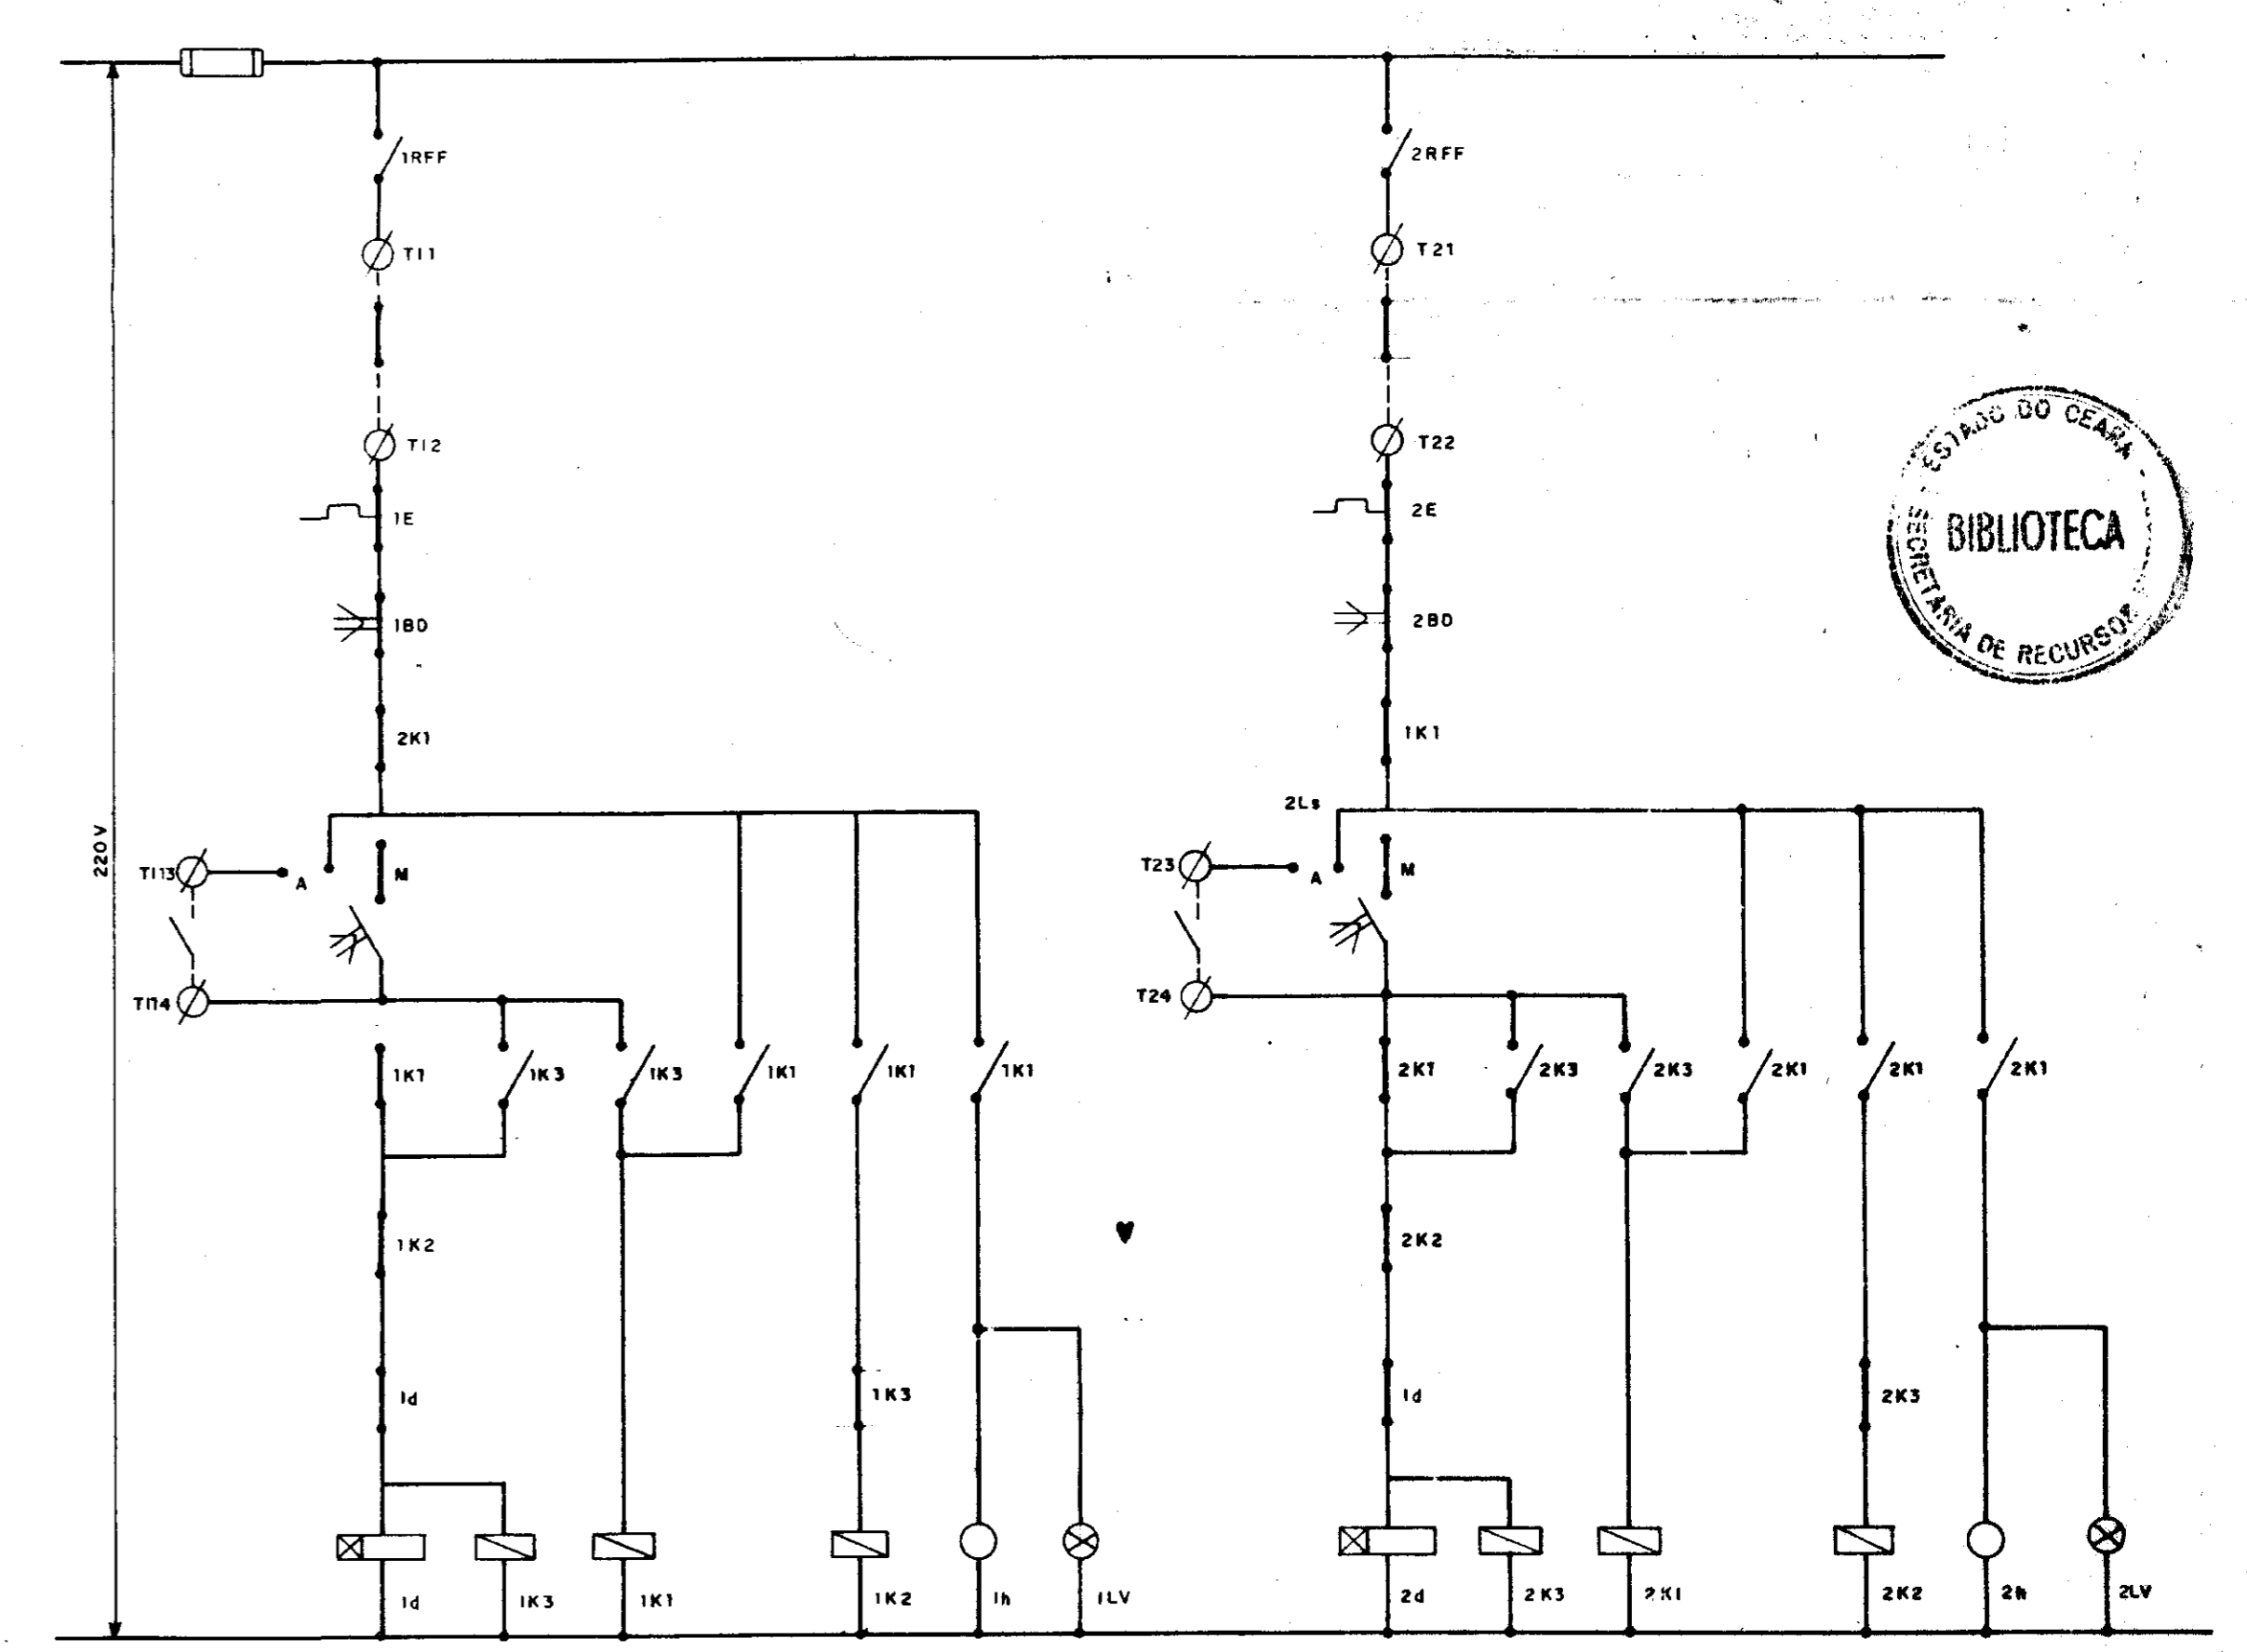 1RFF
2RFF
T11
T21
T12
T22
1E
2E
1BD
2BD
2K1
1K1
ESTADO DO CEARÁ
BIBLIOTECA
SECRETARIA DE RECURSOS
220V
2Ls
T113
A
M
T23
A
M
T114
T24
1K1
1K3
1K3
1K1
1K1
1K1
2K1
2K3
2K3
2K1
2K1
2K1
1K2
2K2
1d
1K3
1d
2K3
1d
1K3
1K1
1K2
1h
1LV
2d
2K3
2K1
2K2
2h
2LV